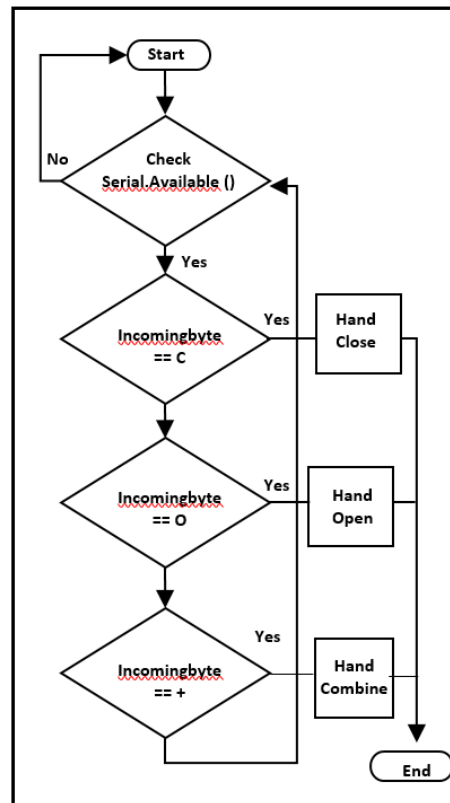 Start
No
Check
Serial.Available ()
Yes
Incomingbyte
== C
Yes
Hand
Close
Incomingbyte
== O
Yes
Hand
Open
Incomingbyte
== +
Yes
Hand
Combine
End